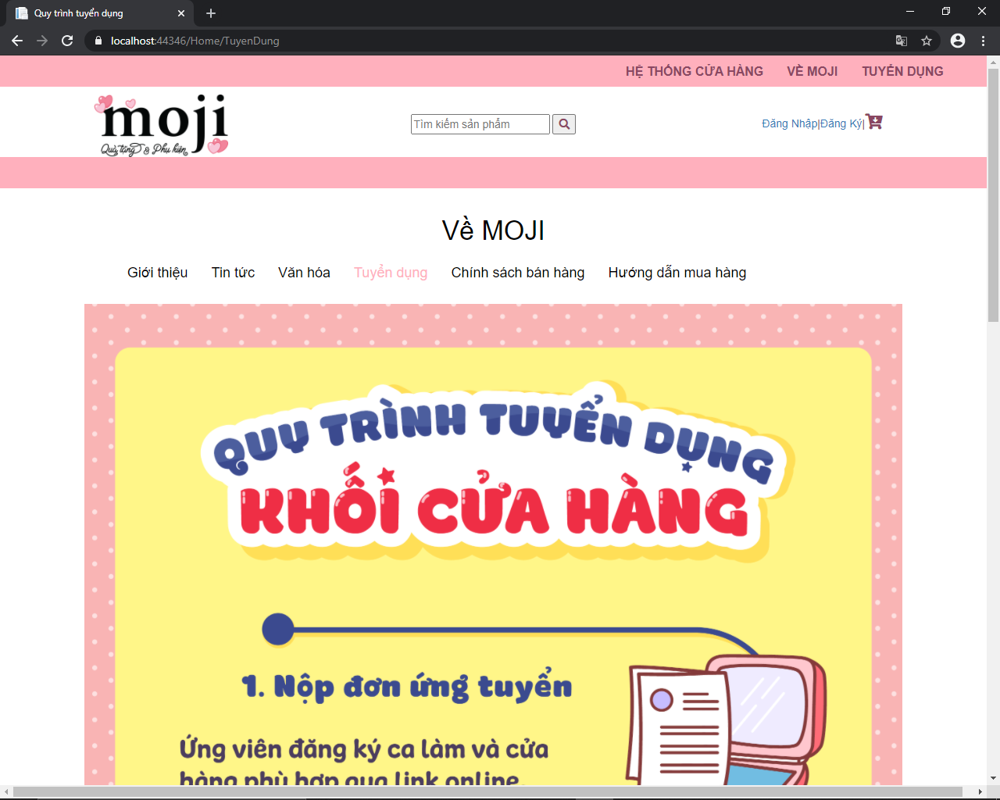 Quy trình tuyển dụng
localhost:44346/Home/TuyenDung
HỆ THỐNG CỬA HÀNG VỀ MOJI TUYỂN DỤNG
moji
Quà tặng & Phụ kiện
Tìm kiếm sản phẩm
Đăng Nhập|Đăng Ký|
Về MOJI
Giới thiệu Tin tức Văn hóa Tuyển dụng Chính sách bán hàng Hướng dẫn mua hàng
QUY TRÌNH TUYỂN DỤNG
KHỐI CỬA HÀNG
1. Nộp đơn ứng tuyển
Ứng viên đăng ký ca làm và cửa
hàng phù hợp qua link online.